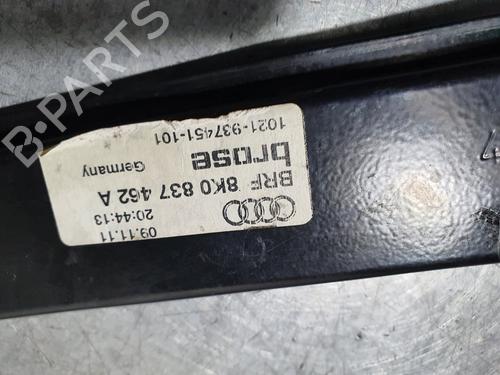 B-PARTS
1021-937451-101
brose
Germany
BRF 8K0 837 462 A
09.11.11
20:44:13